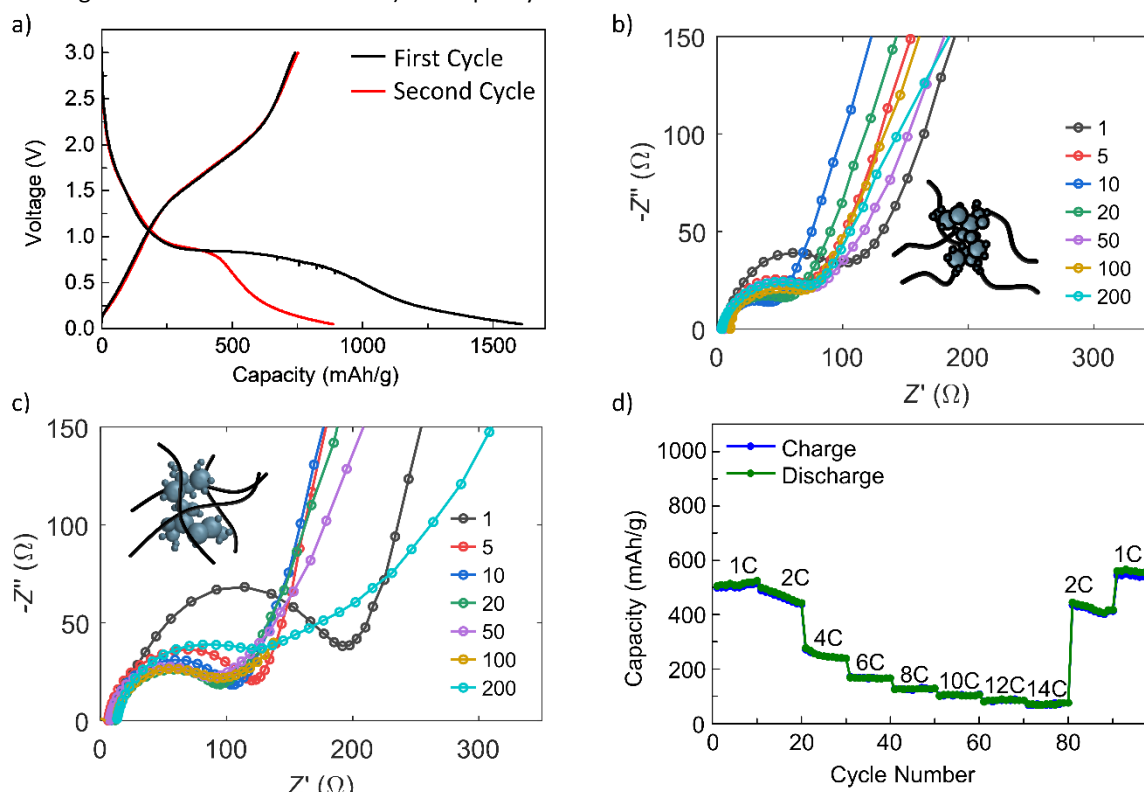 a)
3.0
2.5
2.0
1.5
1.0
0.5
0.0
Voltage (V)
0
500
1000
1500
Capacity (mAh/g)
First Cycle
Second Cycle
b)
150
100
50
0
-Z'' (Ω)
0
100
200
300
Z' (Ω)
1
5
10
20
50
100
200
c)
150
100
50
0
-Z'' (Ω)
0
100
200
300
Z' (Ω)
1
5
10
20
50
100
200
d)
1000
800
600
400
200
0
Capacity (mAh/g)
0
20
40
60
80
Cycle Number
Charge
Discharge
1C
2C
4C
6C
8C
10C
12C
14C
2C
1C